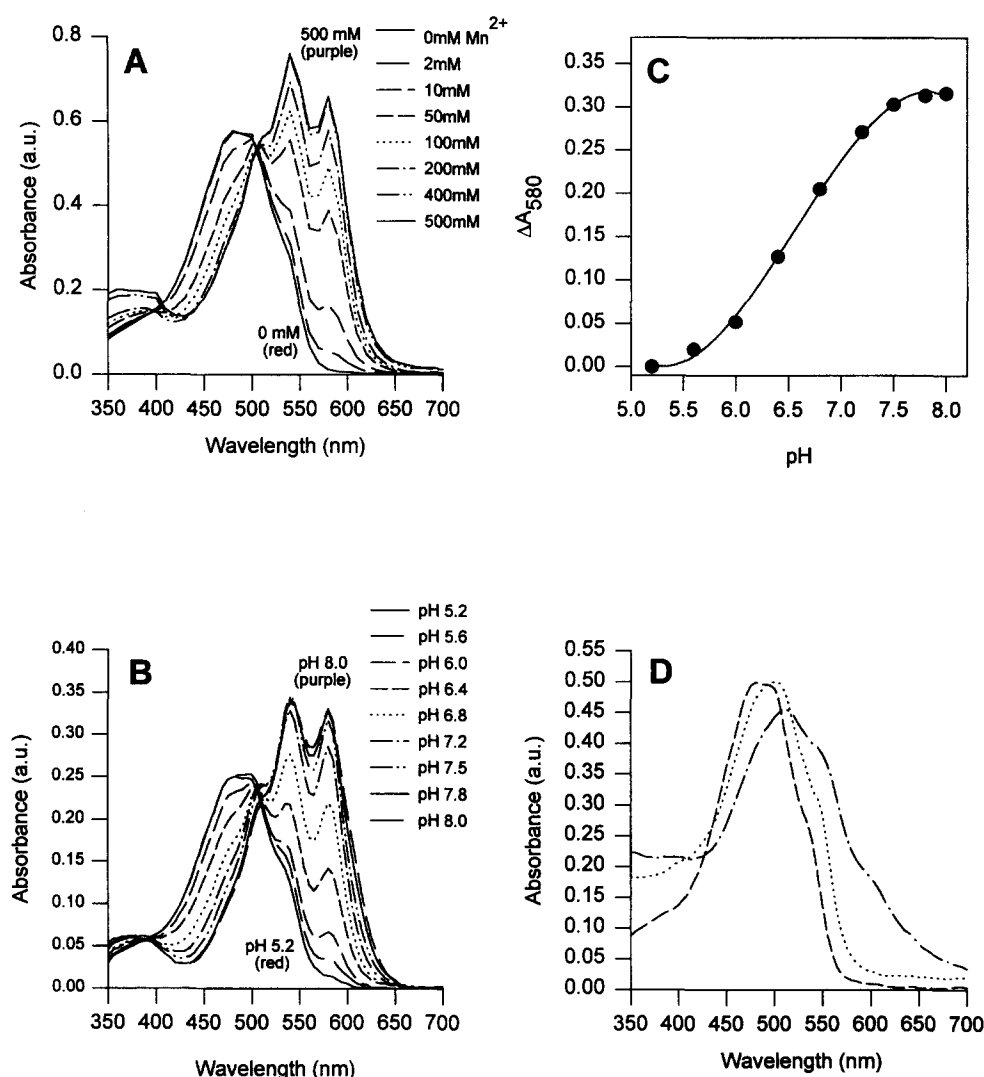 A
500 mM
(purple)
0mM Mn2+
2mM
10mM
50mM
100mM
200mM
400mM
500mM
0 mM
(red)
0.8
0.6
0.4
0.2
0.0
Absorbance (a.u.)
350 400 450 500 550 600 650 700
Wavelength (nm)
C
0.35
0.30
0.25
0.20
0.15
0.10
0.05
0.00
ΔA580
5.0 5.5 6.0 6.5 7.0 7.5 8.0
pH
B
pH 8.0
(purple)
pH 5.2
pH 5.6
pH 6.0
pH 6.4
pH 6.8
pH 7.2
pH 7.5
pH 7.8
pH 8.0
pH 5.2
(red)
0.40
0.35
0.30
0.25
0.20
0.15
0.10
0.05
0.00
Absorbance (a.u.)
350 400 450 500 550 600 650 700
Wavelength (nm)
D
0.55
0.50
0.45
0.40
0.35
0.30
0.25
0.20
0.15
0.10
0.05
0.00
Absorbance (a.u.)
350 400 450 500 550 600 650 700
Wavelength (nm)